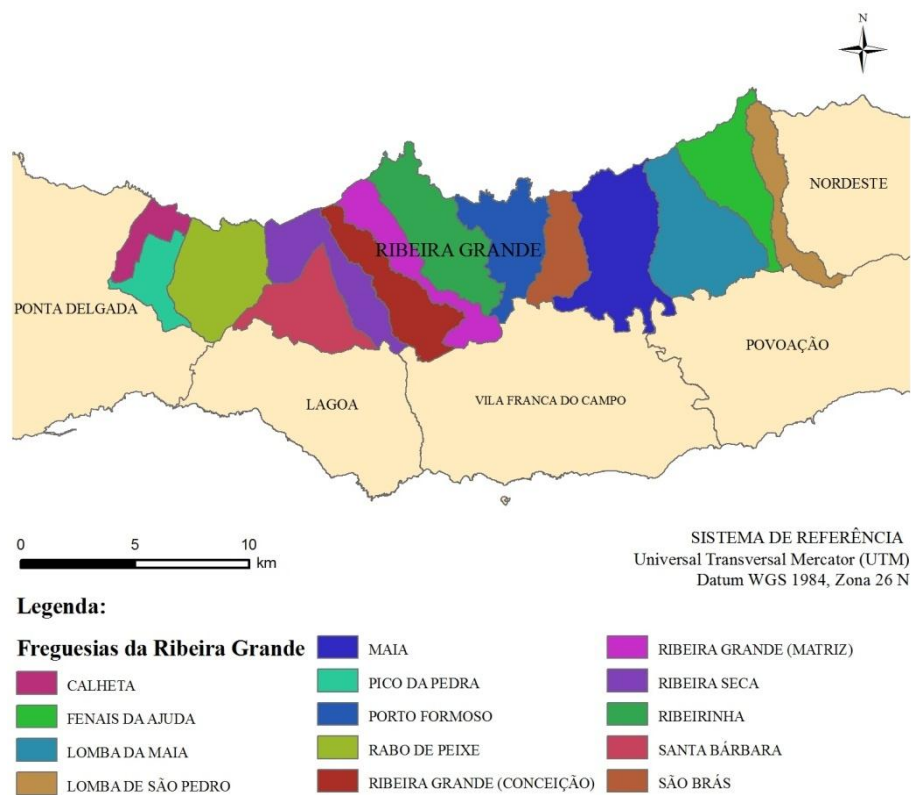 N
NORDESTE
RIBEIRA GRANDE
PONTA DELGADA
POVOAÇÃO
LAGOA
VILA FRANCA DO CAMPO
0 5 10
km
SISTEMA DE REFERÊNCIA
Universal Transversal Mercator (UTM)
Datum WGS 1984, Zona 26 N
Legenda:
Freguesias da Ribeira Grande
CALHETA
FENAIS DA AJUDA
LOMBA DA MAIA
LOMBA DE SÃO PEDRO
MAIA
PICO DA PEDRA
PORTO FORMOSO
RABO DE PEIXE
RIBEIRA GRANDE (CONCEIÇÃO)
RIBEIRA GRANDE (MATRIZ)
RIBEIRA SECA
RIBEIRINHA
SANTA BÁRBARA
SÃO BRÁS